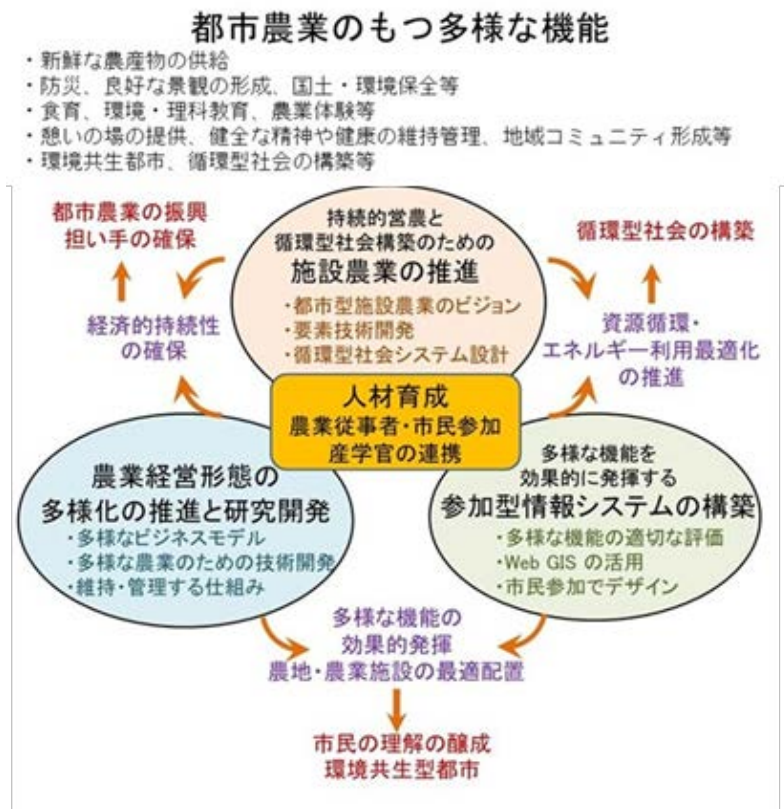 都市農業のもつ多様な機能
・新鮮な農産物の供給
・防災、良好な景観の形成、国土・環境保全等
・食育、環境・理科教育、農業体験等
・憩いの場の提供、健全な精神や健康の維持管理、地域コミュニティ形成等
・環境共生都市、循環型社会の構築等
都市農業の振興
担い手の確保
持続的営農と
循環型社会構築のための
施設農業の推進
・都市型施設農業のビジョン
・要素技術開発
・循環型社会システム設計
循環型社会の構築
経済的持続性
の確保
資源循環・
エネルギー利用最適化
の推進
人材育成
農業従事者・市民参加
産学官の連携
農業経営形態の
多様化の推進と研究開発
・多様なビジネスモデル
・多様な農業のための技術開発
・維持・管理する仕組み
多様な機能を
効果的に発揮する
参加型情報システムの構築
・多様な機能の適切な評価
・Web GIS の活用
・市民参加でデザイン
多様な機能の
効果的発揮
農地・農業施設の最適配置
市民の理解の醸成
環境共生型都市